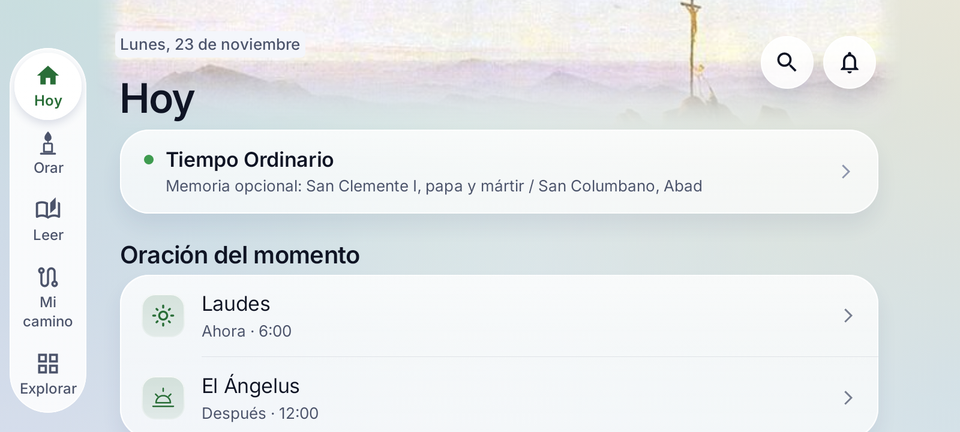 Lunes, 23 de noviembre
Hoy
Hoy
Orar
Leer
Mi
camino
Explorar
Tiempo Ordinario
Memoria opcional: San Clemente I, papa y mártir / San Columbano, Abad
Oración del momento
Laudes
Ahora · 6:00
El Ángelus
Después · 12:00